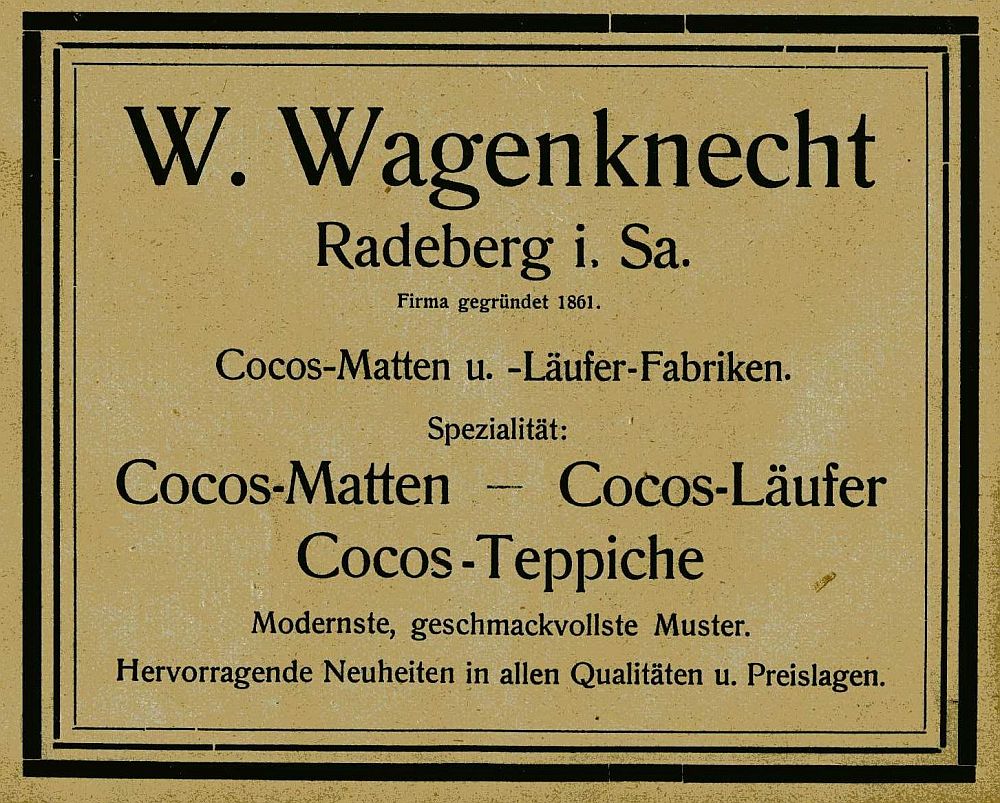 W. Wagenknecht
Radeberg i. Sa.
Firma gegründet 1861.
Cocos-Matten u. -Läufer-Fabriken.
Spezialität:
Cocos-Matten — Cocos-Läufer
Cocos-Teppiche
Modernste, geschmackvollste Muster.
Hervorragende Neuheiten in allen Qualitäten u. Preislagen.